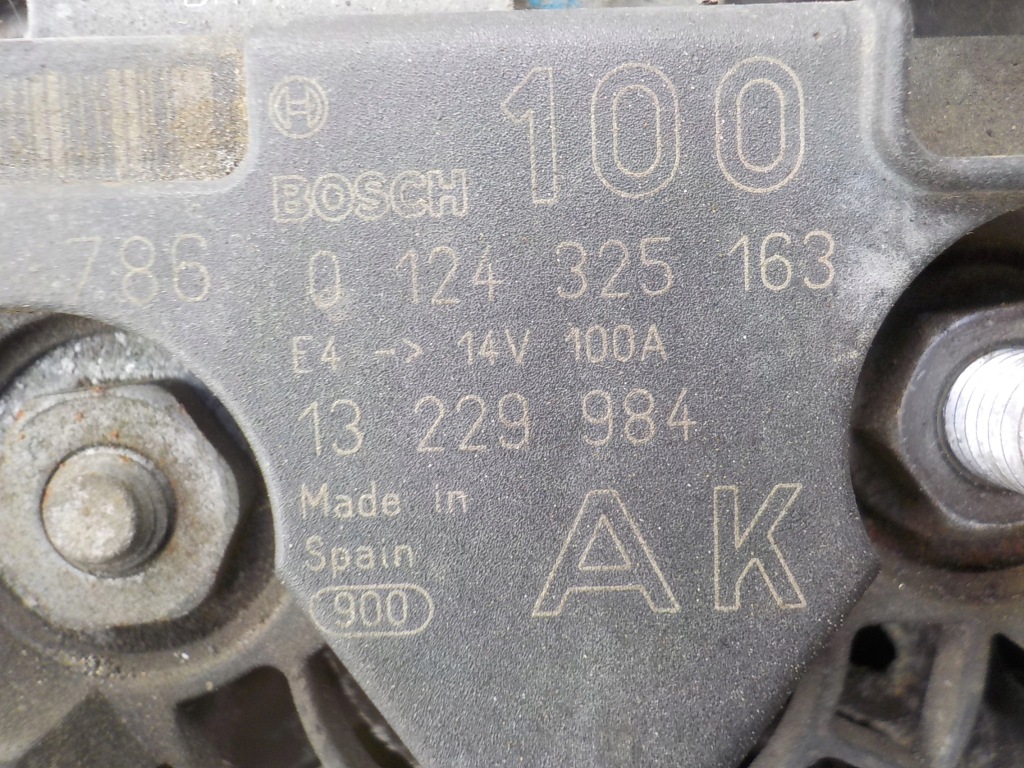 100
BOSCH
786 0 124 325 163
E4 -> 14V 100A
13 229 984
Made in
Spain
900
AK